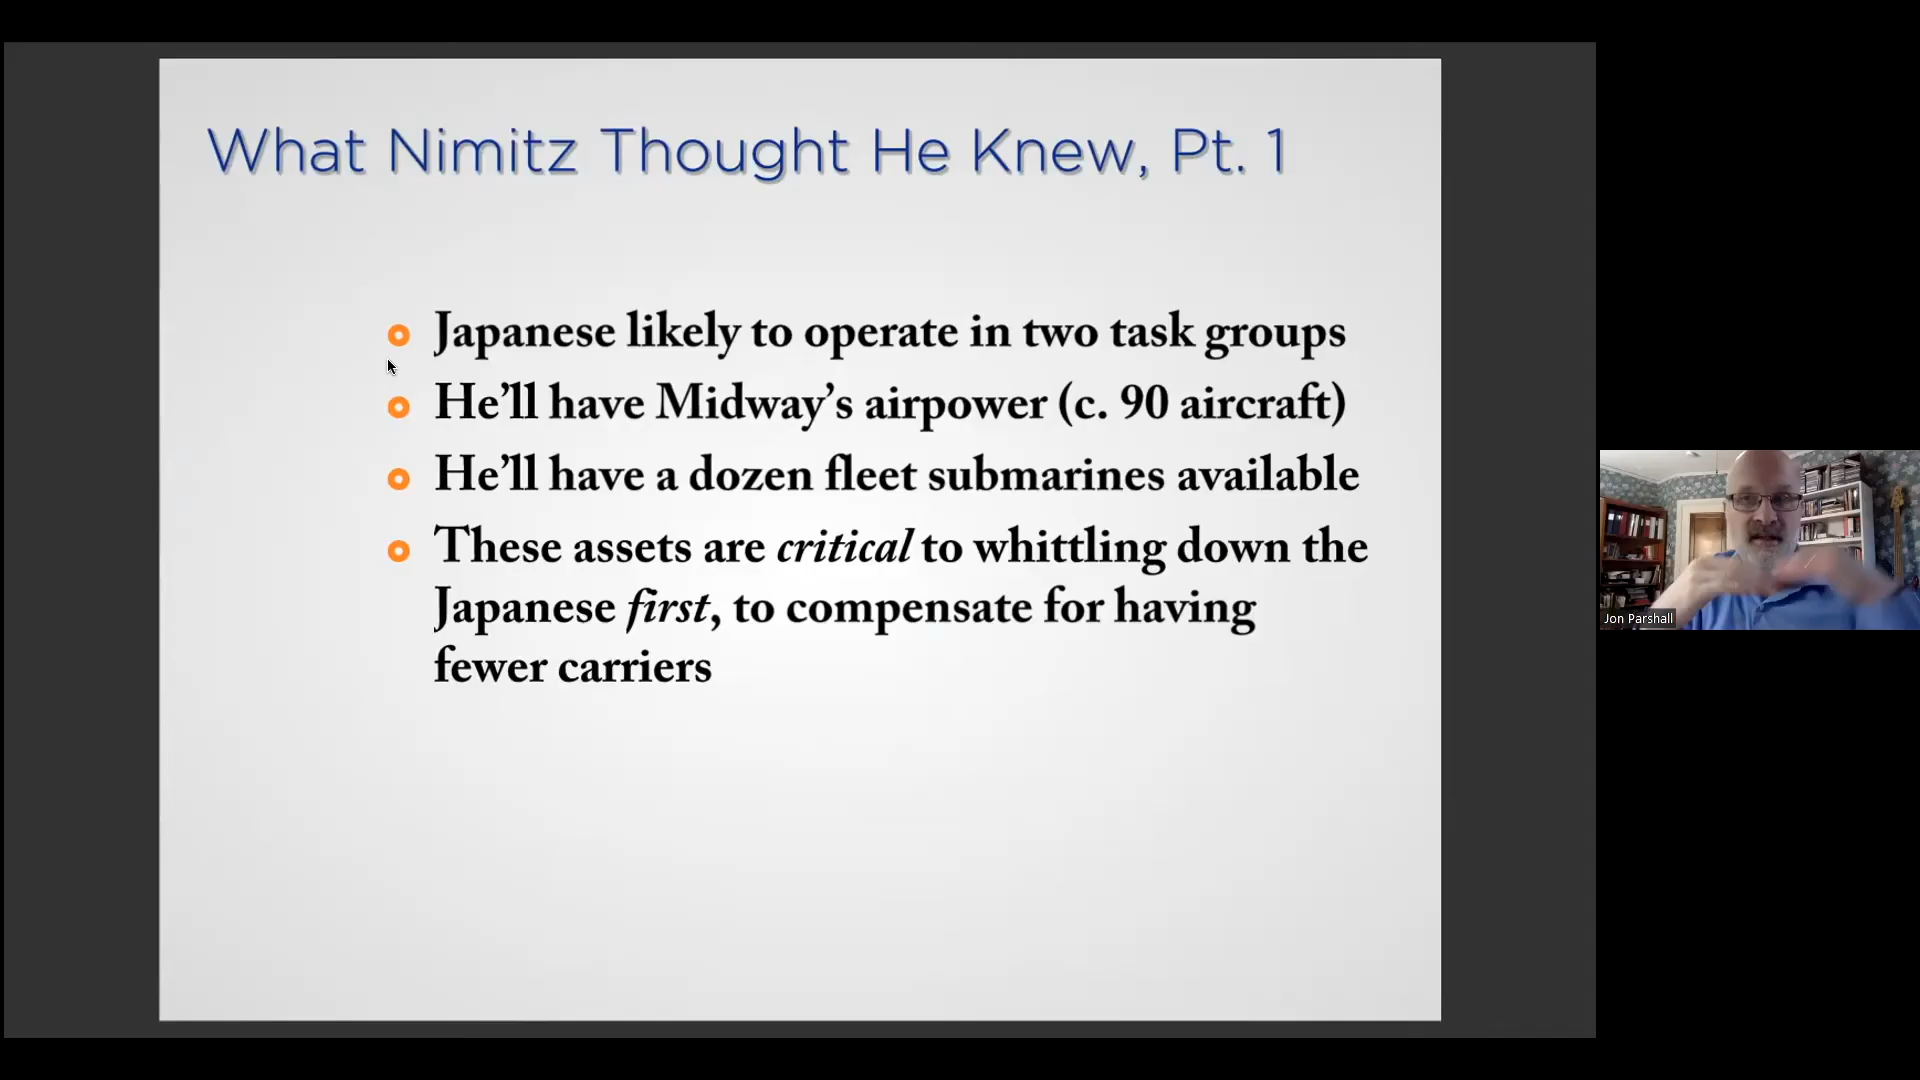 What Nimitz Thought He Knew, Pt. 1
Japanese likely to operate in two task groups
He’ll have Midway’s airpower (c. 90 aircraft)
He’ll have a dozen fleet submarines available
These assets are critical to whittling down the
Japanese first, to compensate for having
fewer carriers
Jon Parshall